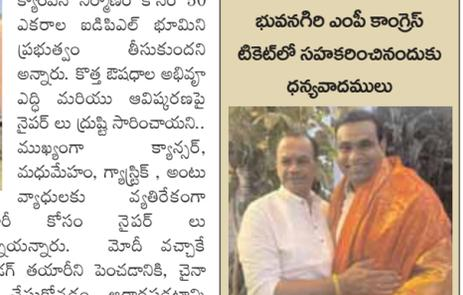 50
ఎకరాల ఐడిపిఎల్ భూమిని
ప్రభుత్వం తీసుకుందని
అన్నారు. కొత్త ఔషధాల అభివృ
ఎద్ధి మరియు ఆవిష్కరణపై
నైపర్ లు ద్రుష్టి సారించాయని..
ముఖ్యంగా క్యాన్సర్,
మధుమేహం, గ్యాస్ట్రిక్ , అంటు
వ్యాధులకు వ్యతిరేకంగా
కోసం నైపర్ లు
మోదీ వచ్చాకే
తయారీని పెంచడానికి, చైనా
భువనగిరి ఎంపీ కాంగ్రెస్
టికెట్‌లో సహకరించినందుకు
ధన్యవాదములు